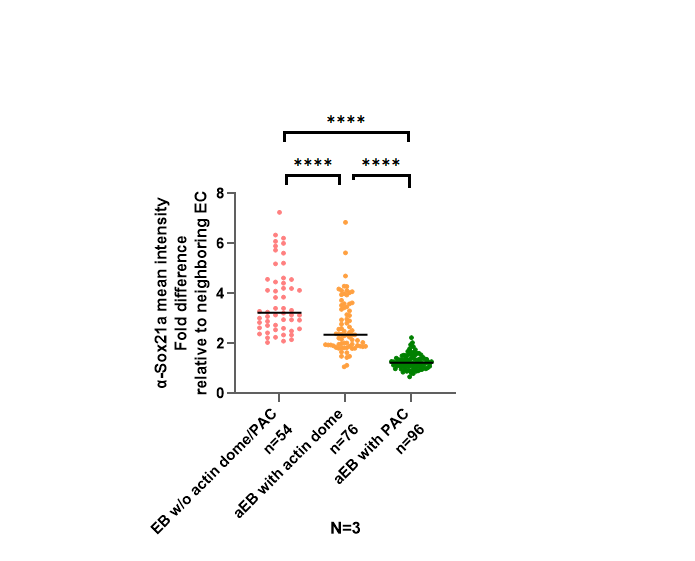 ****
**** ****
α-Sox21a mean intensity
Fold difference
relative to neighboring EC
8
6
4
2
0
EB w/o actin dome/PAC
n=54
aEB with actin dome
n=76
aEB with PAC
n=96
N=3